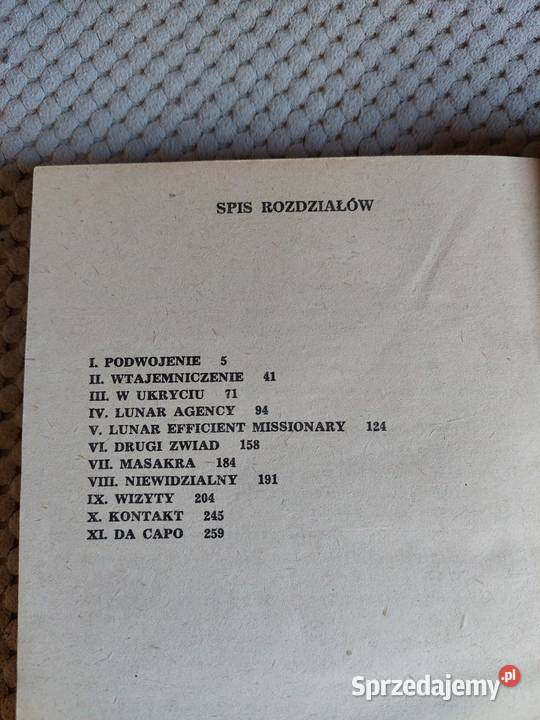 SPIS ROZDZIAŁÓW
I. PODWOJENIE 5
II. WTAJEMNICZENIE 41
III. W UKRYCIU 71
IV. LUNAR AGENCY 94
V. LUNAR EFFICIENT MISSIONARY 124
VI. DRUGI ZWIAD 158
VII. MASAKRA 184
VIII. NIEWIDZIALNY 191
IX. WIZYTY 204
X. KONTAKT 245
XI. DA CAPO 259
Sprzedajemy.pl